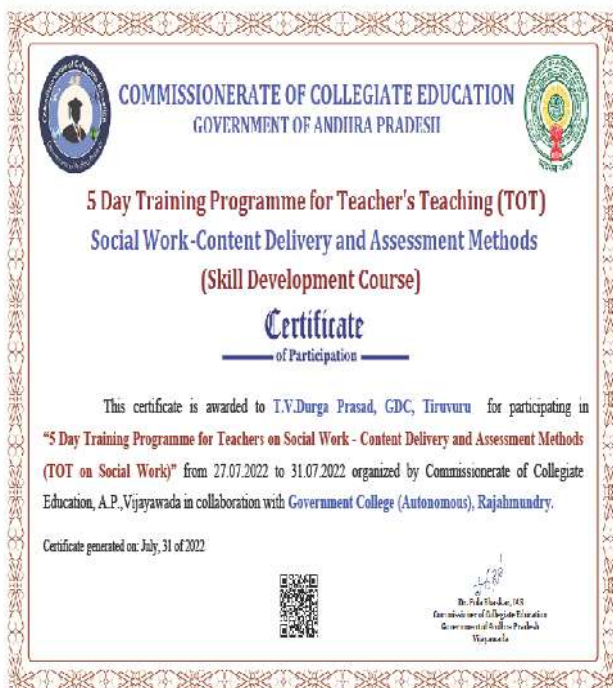 COMMISSIONERATE OF COLLEGIATE EDUCATION
GOVERNMENT OF ANDHRA PRADESH
5 Day Training Programme for Teacher's Teaching (TOT)
Social Work-Content Delivery and Assessment Methods
(Skill Development Course)
Certificate
of Participation
This certificate is awarded to T.V.Durga Prasad, GDC, Tiruvuru for participating in
“5 Day Training Programme for Teachers on Social Work - Content Delivery and Assessment Methods
(TOT on Social Work)” from 27.07.2022 to 31.07.2022 organized by Commissionerate of Collegiate
Education, A.P.,Vijayawada in collaboration with Government College (Autonomous), Rajahmundry.
Certificate generated on: July, 31 of 2022
Dr. Pola Bhaskar, IAS
Commissioner of Collegiate Education
Government of Andhra Pradesh
Vijayawada